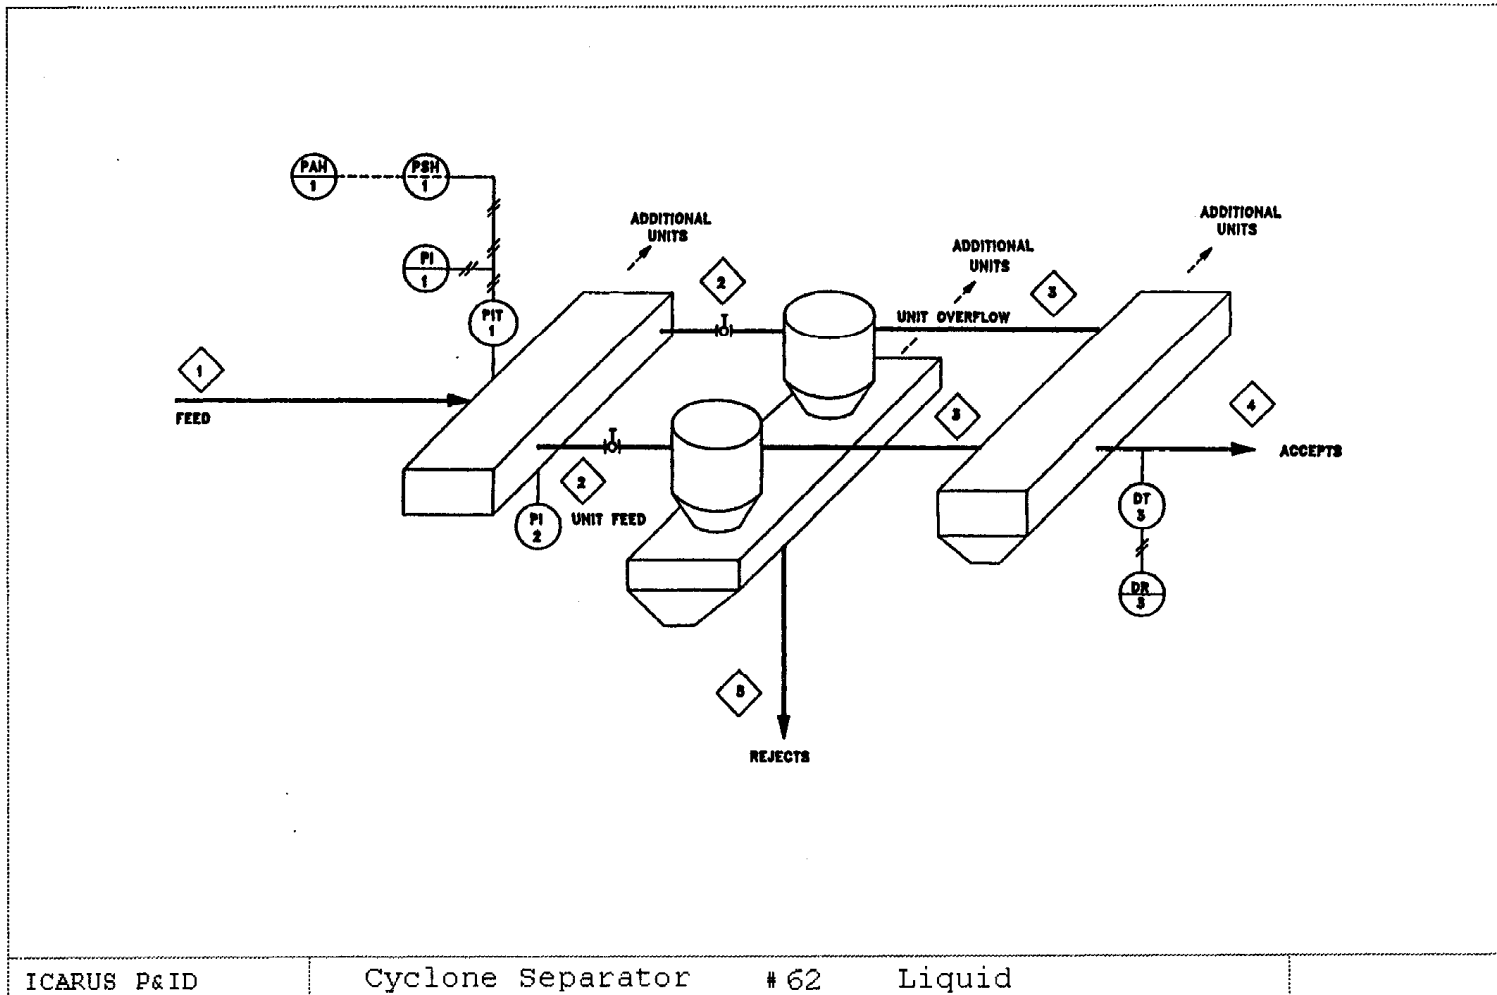 PAH
1
PSH
1
ADDITIONAL
UNITS
ADDITIONAL
UNITS
ADDITIONAL
UNITS
PI
1
2
3
PIT
1
UNIT OVERFLOW
1
FEED
3
4
ACCEPTS
2
PI
2
UNIT FEED
DT
3
DR
3
5
REJECTS
ICARUS P&ID
Cyclone Separator #62 Liquid